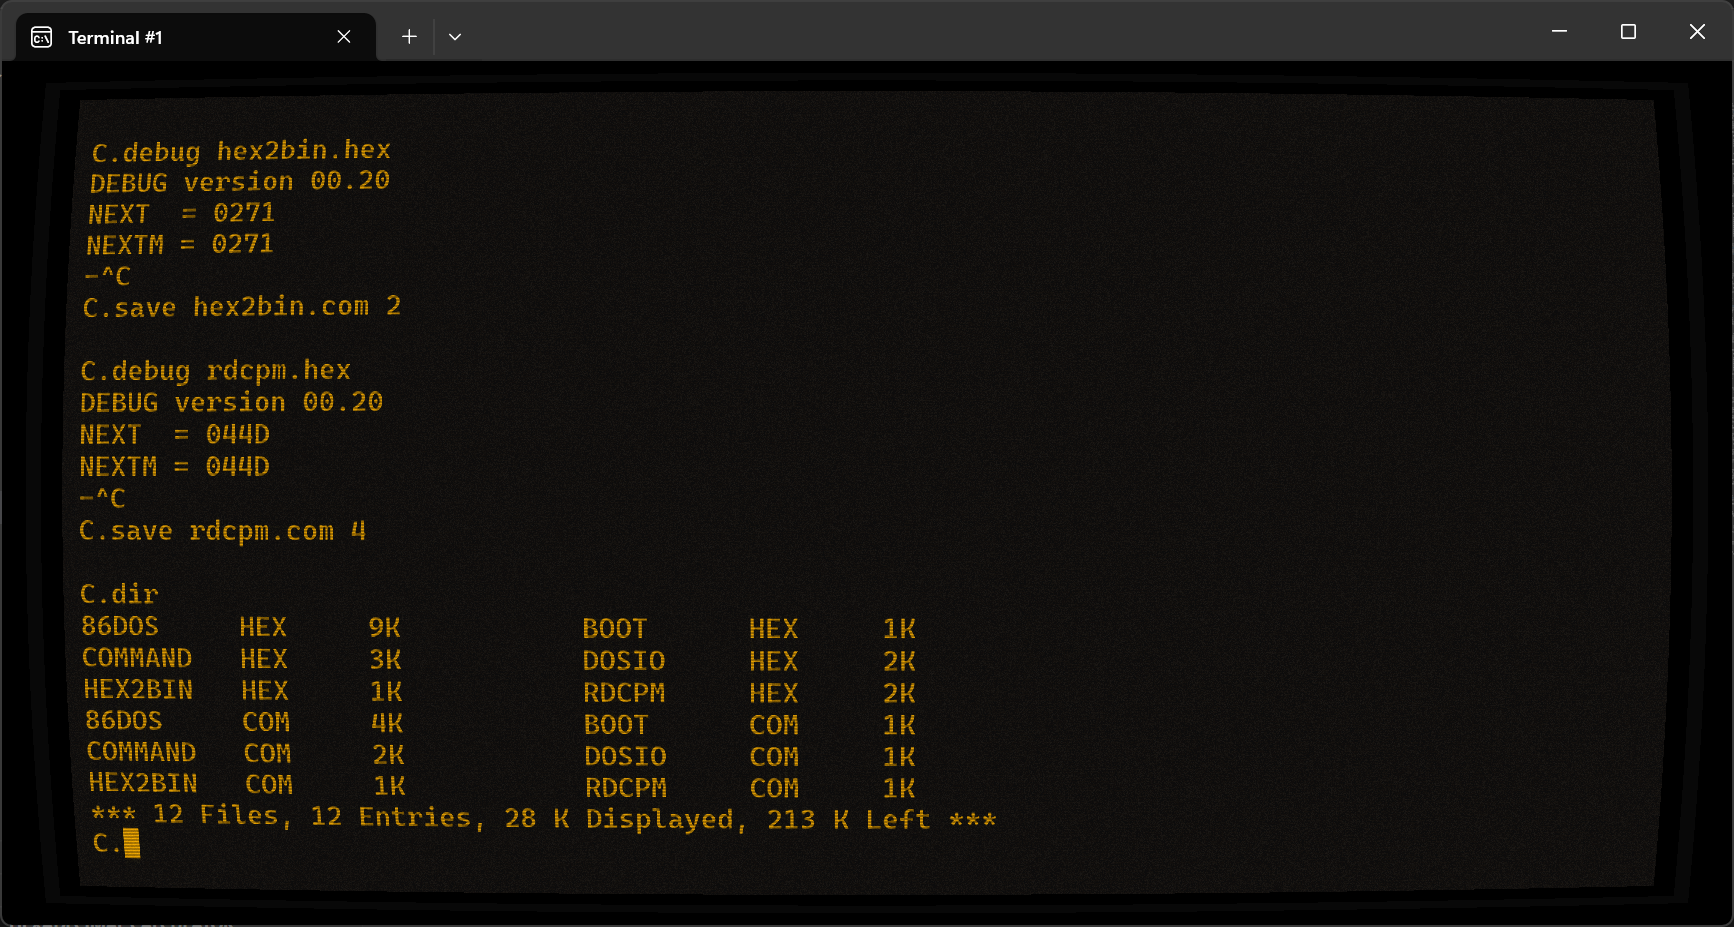 Terminal #1
C.debug hex2bin.hex
DEBUG version 00.20
NEXT  = 0271
NEXTM = 0271
-^C
C.save hex2bin.com 2
C.debug rdcpm.hex
DEBUG version 00.20
NEXT  = 044D
NEXTM = 044D
-^C
C.save rdcpm.com 4
C.dir
86DOS HEX 9K BOOT HEX 1K
COMMAND HEX 3K DOSIO HEX 2K
HEX2BIN HEX 1K RDCPM HEX 2K
86DOS COM 4K BOOT COM 1K
COMMAND COM 2K DOSIO COM 1K
HEX2BIN COM 1K RDCPM COM 1K
*** 12 Files, 12 Entries, 28 K Displayed, 213 K Left ***
C.